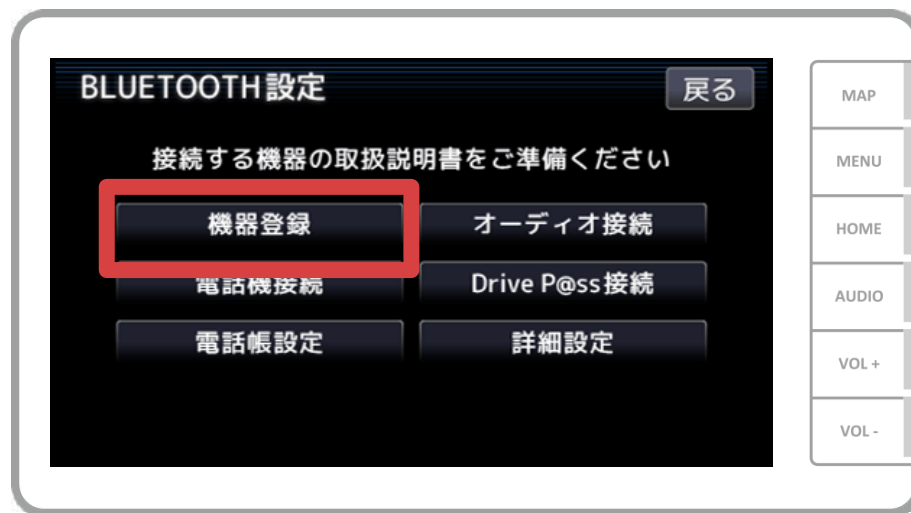 BLUETOOTH設定
戻る
接続する機器の取扱説明書をご準備ください
機器登録
オーディオ接続
電話機接続
Drive P@ss接続
電話帳設定
詳細設定
MAP
MENU
HOME
AUDIO
VOL +
VOL -